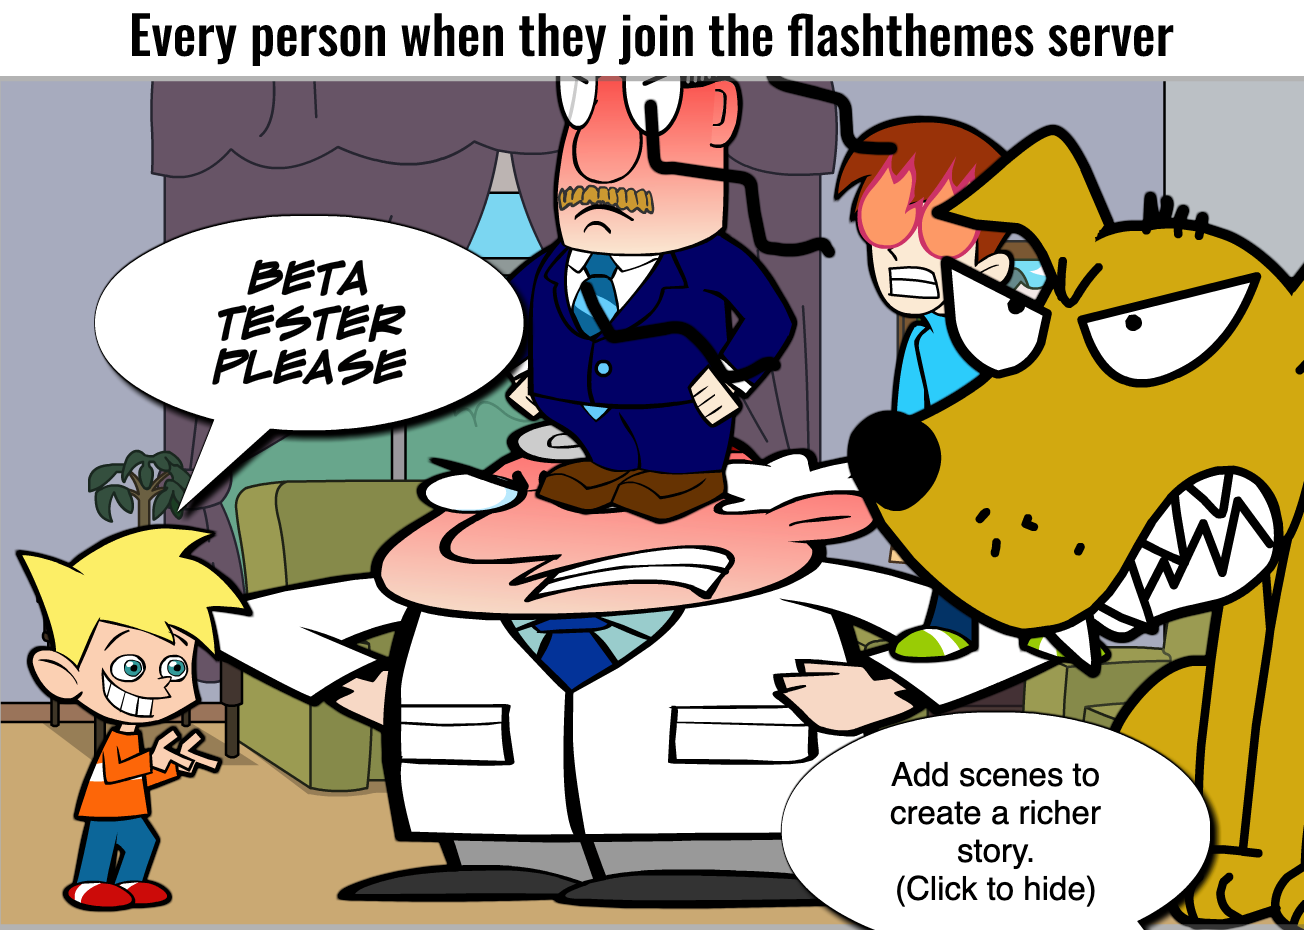 Every person when they join the flashthemes server
BETA
TESTER
PLEASE
Add scenes to
create a richer
story.
(Click to hide)